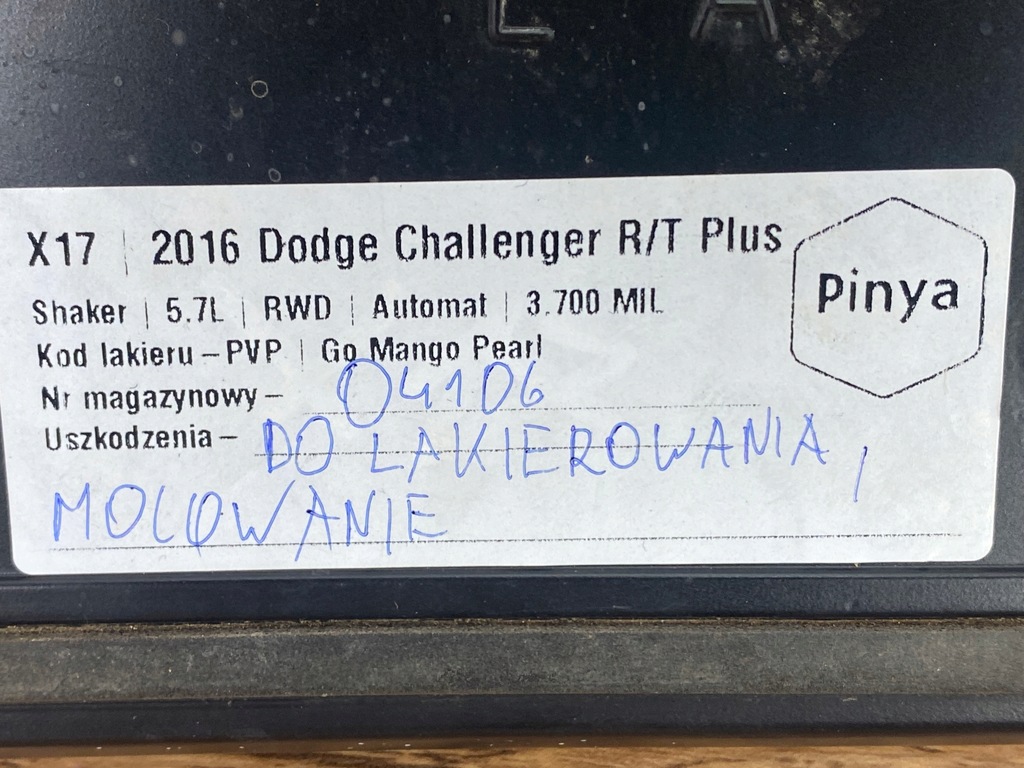 L A
X17 | 2016 Dodge Challenger R/T Plus
Pinya
Shaker | 5.7L | RWD | Automat | 3.700 MIL
Kod lakieru – PVP | Go Mango Pearl
Nr magazynowy – 04106
Uszkodzenia – DO LAKIEROWANIA,
MOCOWANIE